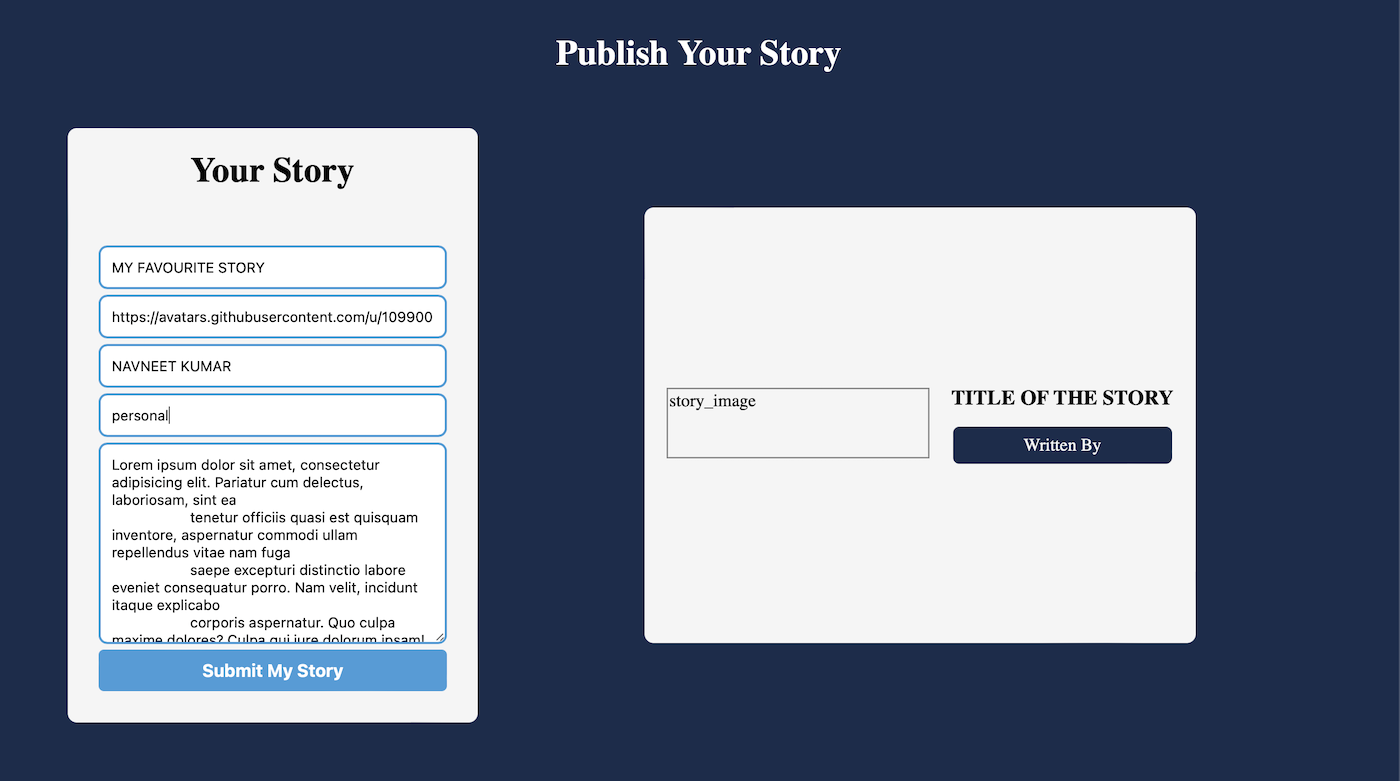 Publish Your Story
Your Story
MY FAVOURITE STORY
https://avatars.githubusercontent.com/u/109900
NAVNEET KUMAR
personal
Lorem ipsum dolor sit amet, consectetur
adipisicing elit. Pariatur cum delectus,
laboriosam, sint ea
tenetur officiis quasi est quisquam
inventore, aspernatur commodi ullam
repellendus vitae nam fuga
saepe excepturi distinctio labore
eveniet consequatur porro. Nam velit, incidunt
itaque explicabo
corporis aspernatur. Quo culpa
maxime dolores? Culpa qui iure dolorum ipsam!
Submit My Story
story_image
TITLE OF THE STORY
Written By